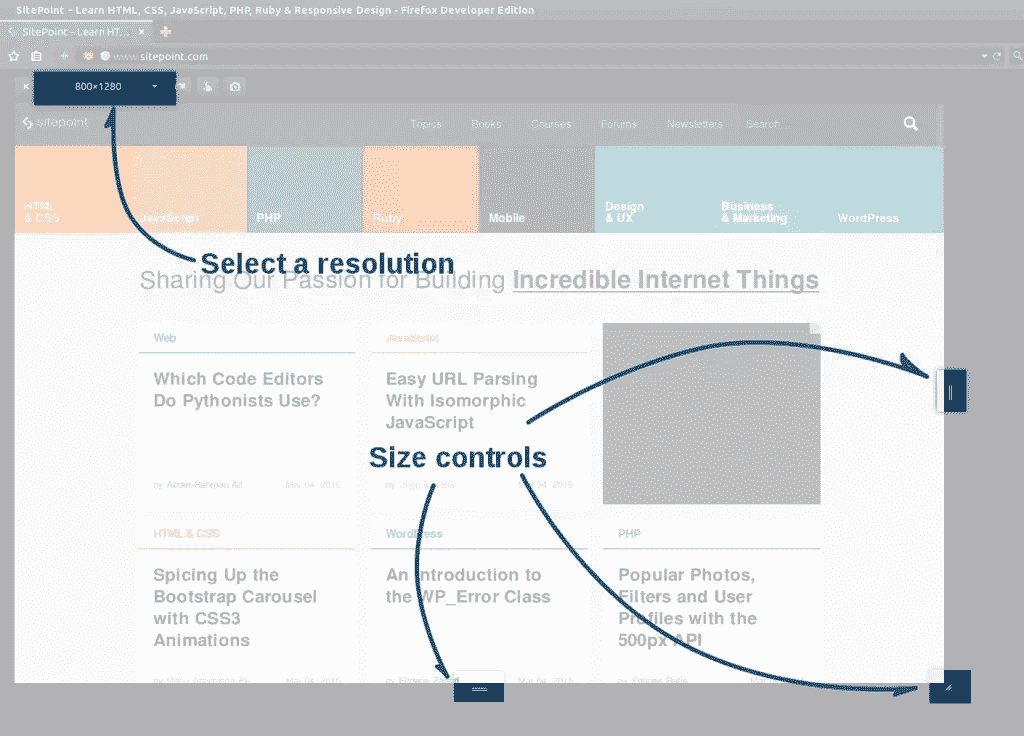 SitePoint – Learn HTML, CSS, JavaScript, PHP, Ruby & Responsive Design - Firefox Developer Edition
SitePoint – Learn HT...
www.sitepoint.com
800×1280
sitepoint
Topics Books Courses Forums Newsletters Search...
HTML
& CSS
JavaScript
PHP
Ruby
Mobile
Design
& UX
Business
& Marketing
WordPress
Select a resolution
Sharing Our Passion for Building Incredible Internet Things
Web
Which Code Editors
Do Pythonists Use?
by Abder-Rahman Ali Mar 04, 2015
JavaScript
Easy URL Parsing
With Isomorphic
JavaScript
by Mar 04, 2015
Size controls
HTML & CSS
Spicing Up the
Bootstrap Carousel
with CSS3
Animations
by Mar 04, 2015
WordPress
An Introduction to
the WP_Error Class
by Mar 04, 2015
PHP
Popular Photos,
Filters and User
Profiles with the
500px API
by Younes Rafie Mar 04, 2015